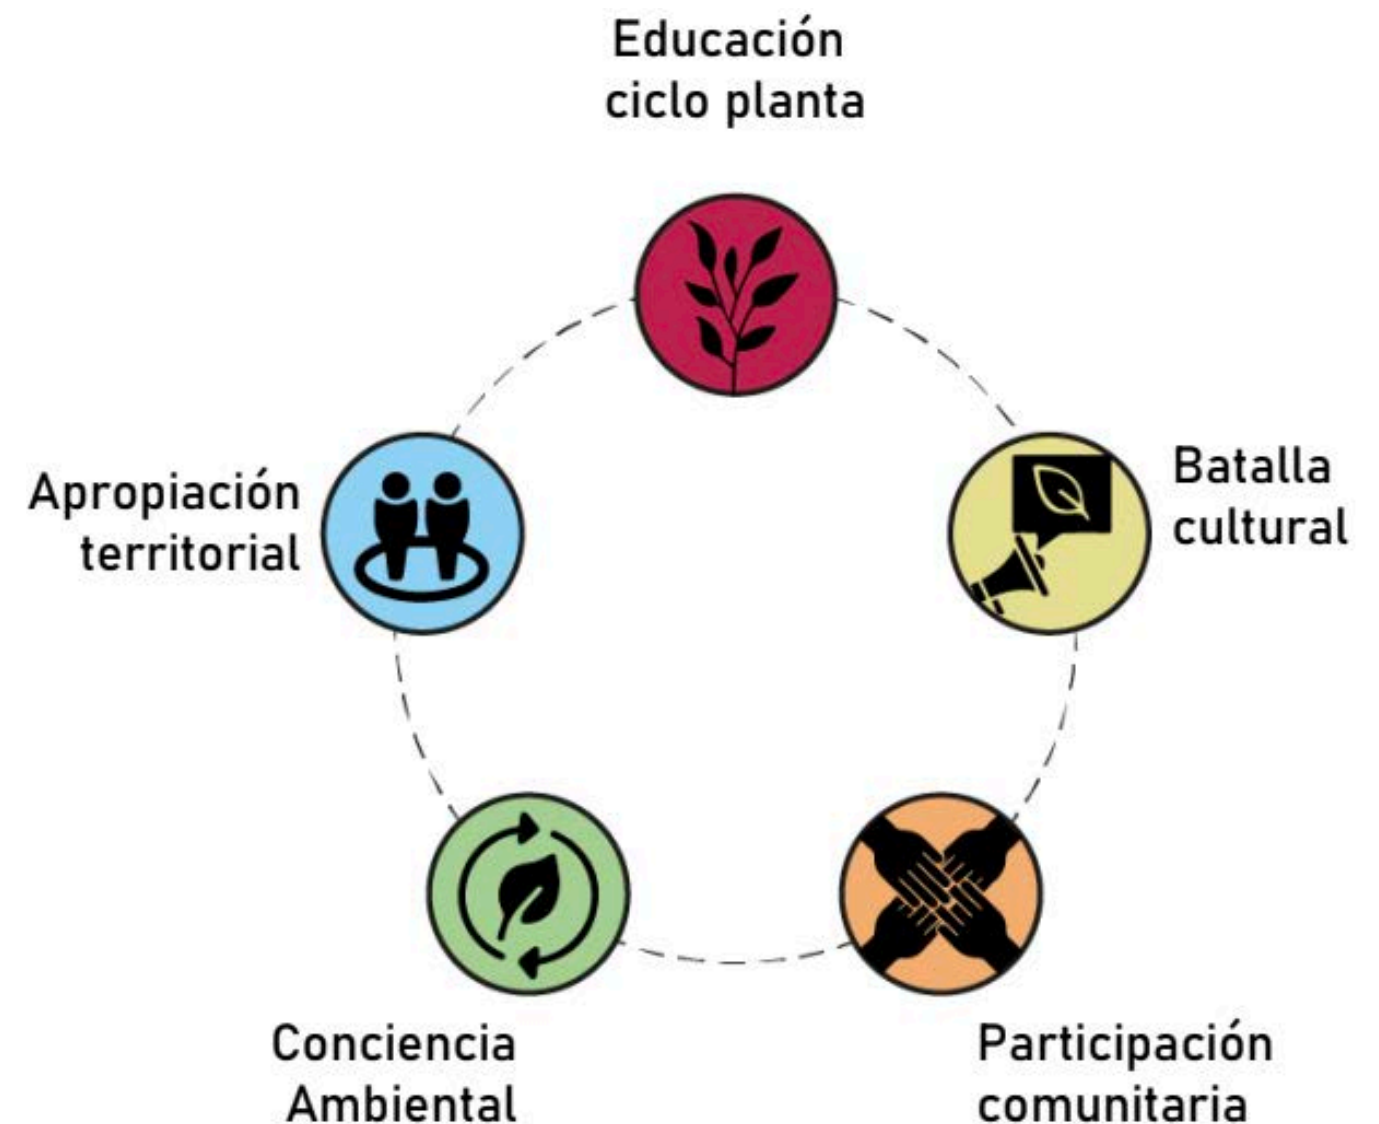 Educación
ciclo planta
Batalla
cultural
Apropiación
territorial
Conciencia
Ambiental
Participación
comunitaria